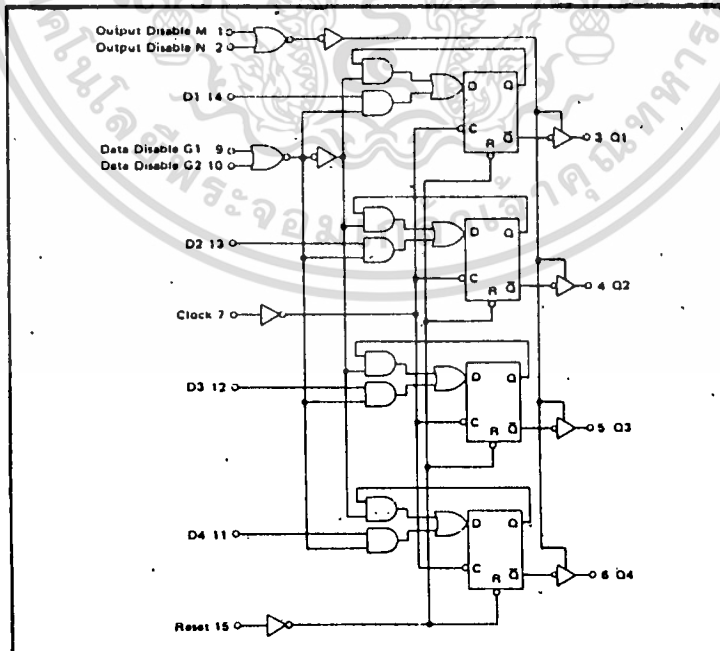 Output Disable M 1
Output Disable N 2
D1 14
D Q
C
R Q̅
3 Q1
Data Disable G1 9
Data Disable G2 10
D2 13
D Q
C
R Q̅
4 Q2
Clock 7
D3 12
D Q
C
R Q̅
5 Q3
D4 11
D Q
C
R Q̅
6 Q4
Reset 15